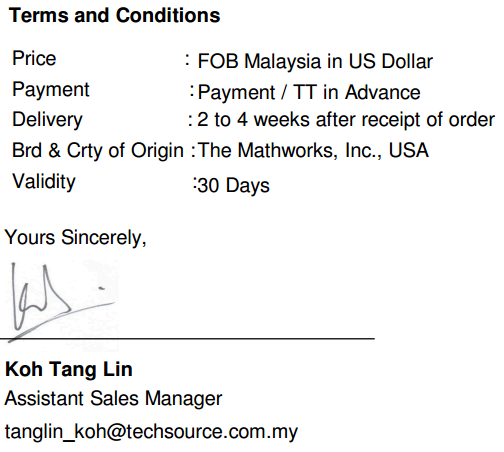 Terms and Conditions
Price : FOB Malaysia in US Dollar
Payment : Payment / TT in Advance
Delivery : 2 to 4 weeks after receipt of order
Brd & Crty of Origin : The Mathworks, Inc., USA
Validity : 30 Days
Yours Sincerely,
Koh Tang Lin
Assistant Sales Manager
tanglin_koh@techsource.com.my